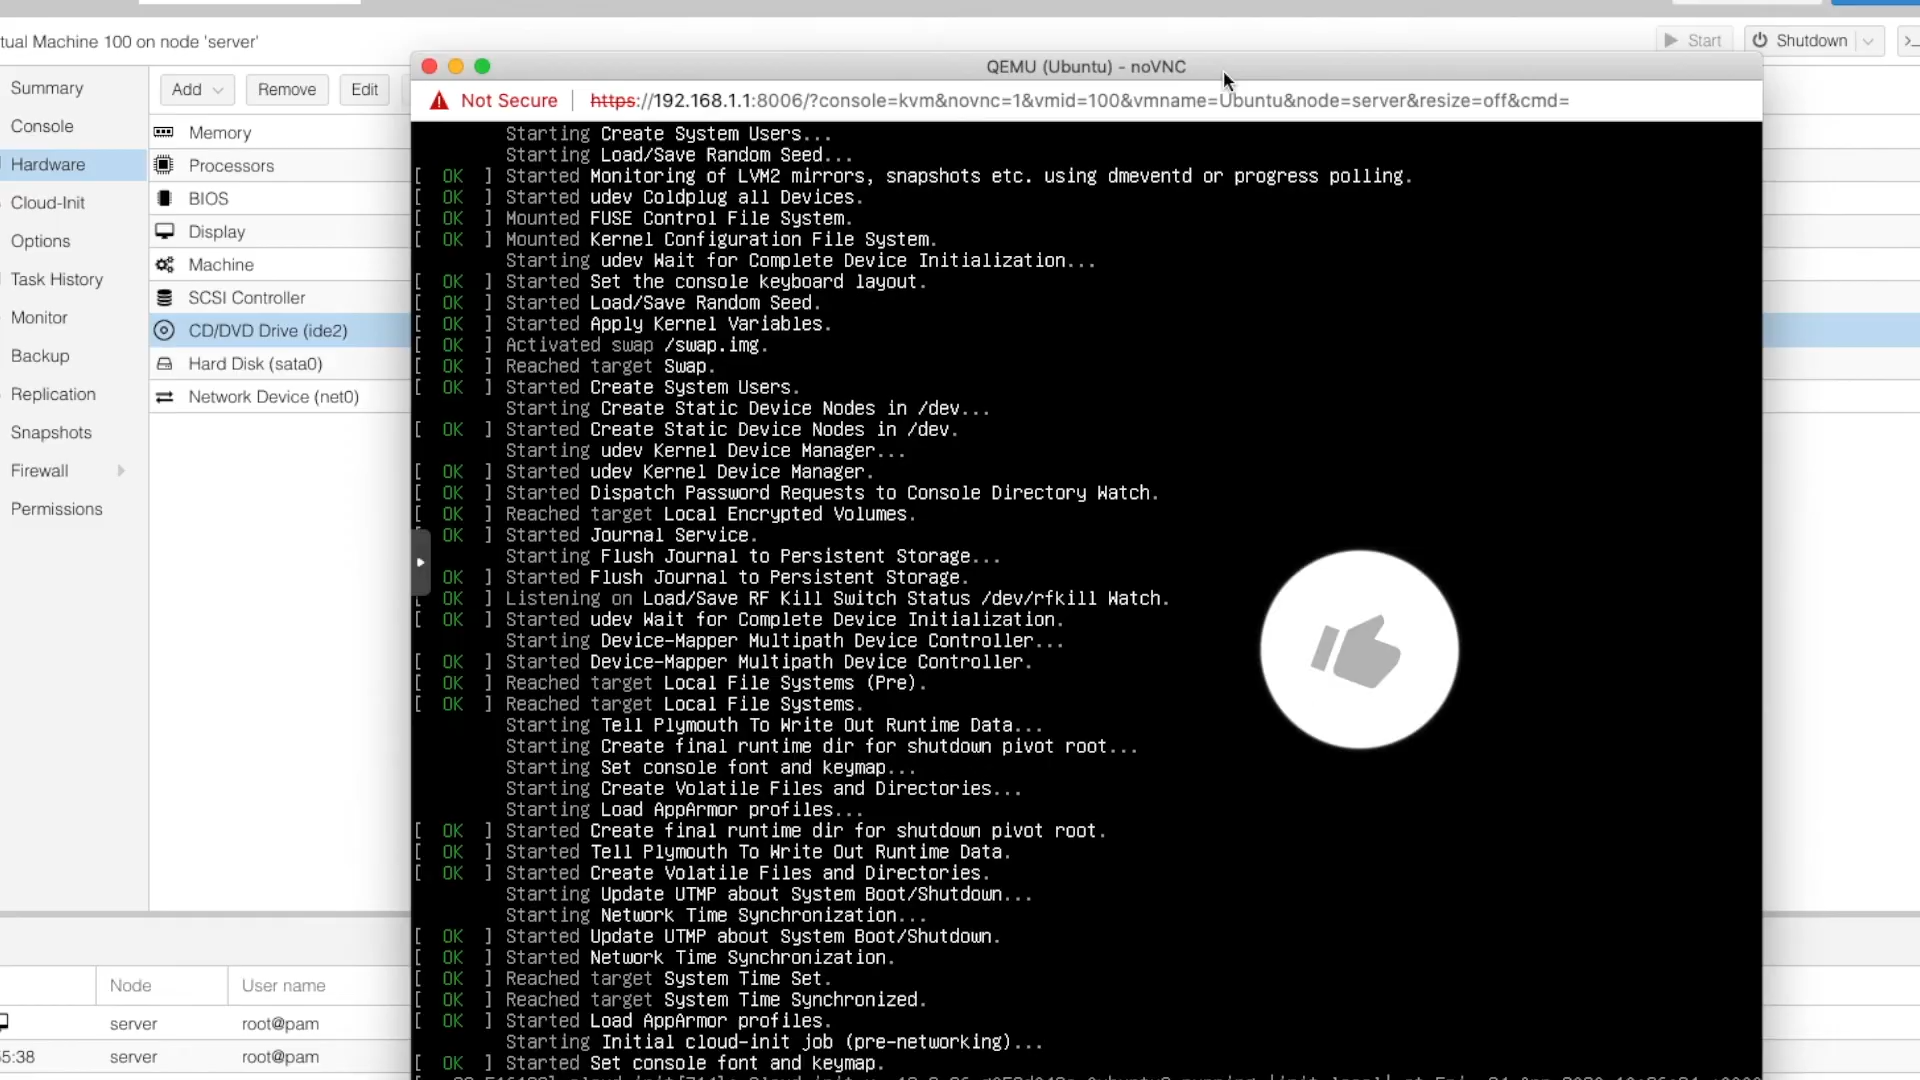 tual Machine 100 on node 'server'
Start
Shutdown
Summary
Console
Hardware
Cloud-Init
Options
Task History
Monitor
Backup
Replication
Snapshots
Firewall
Permissions
Add
Remove
Edit
Memory
Processors
BIOS
Display
Machine
SCSI Controller
CD/DVD Drive (ide2)
Hard Disk (sata0)
Network Device (net0)
QEMU (Ubuntu) - noVNC
Not Secure https://192.168.1.1:8006/?console=kvm&novnc=1&vmid=100&vmname=Ubuntu&node=server&resize=off&cmd=
Starting Create System Users...
Starting Load/Save Random Seed...
[ OK ] Started Monitoring of LVM2 mirrors, snapshots etc. using dmeventd or progress polling.
[ OK ] Started udev Coldplug all Devices.
[ OK ] Mounted FUSE Control File System.
[ OK ] Mounted Kernel Configuration File System.
Starting udev Wait for Complete Device Initialization...
[ OK ] Started Set the console keyboard layout.
[ OK ] Started Load/Save Random Seed.
[ OK ] Started Apply Kernel Variables.
[ OK ] Activated swap /swap.img.
[ OK ] Reached target Swap.
[ OK ] Started Create System Users.
Starting Create Static Device Nodes in /dev...
[ OK ] Started Create Static Device Nodes in /dev.
Starting udev Kernel Device Manager...
[ OK ] Started udev Kernel Device Manager.
[ OK ] Started Dispatch Password Requests to Console Directory Watch.
[ OK ] Reached target Local Encrypted Volumes.
[ OK ] Started Journal Service.
Starting Flush Journal to Persistent Storage...
OK ] Started Flush Journal to Persistent Storage.
[ OK ] Listening on Load/Save RF Kill Switch Status /dev/rfkill Watch.
[ OK ] Started udev Wait for Complete Device Initialization.
Starting Device-Mapper Multipath Device Controller...
[ OK ] Started Device-Mapper Multipath Device Controller.
[ OK ] Reached target Local File Systems (Pre).
[ OK ] Reached target Local File Systems.
Starting Tell Plymouth To Write Out Runtime Data...
Starting Create final runtime dir for shutdown pivot root...
Starting Set console font and keymap...
Starting Create Volatile Files and Directories...
Starting Load AppArmor profiles...
[ OK ] Started Create final runtime dir for shutdown pivot root.
[ OK ] Started Tell Plymouth To Write Out Runtime Data.
[ OK ] Started Create Volatile Files and Directories.
Starting Update UTMP about System Boot/Shutdown...
Starting Network Time Synchronization...
[ OK ] Started Update UTMP about System Boot/Shutdown.
[ OK ] Started Network Time Synchronization.
[ OK ] Reached target System Time Set.
[ OK ] Reached target System Time Synchronized.
[ OK ] Started Load AppArmor profiles.
Starting Initial cloud-init job (pre-networking)...
[ OK ] Started Set console font and keymap.
Node User name
server root@pam
5:38 server root@pam